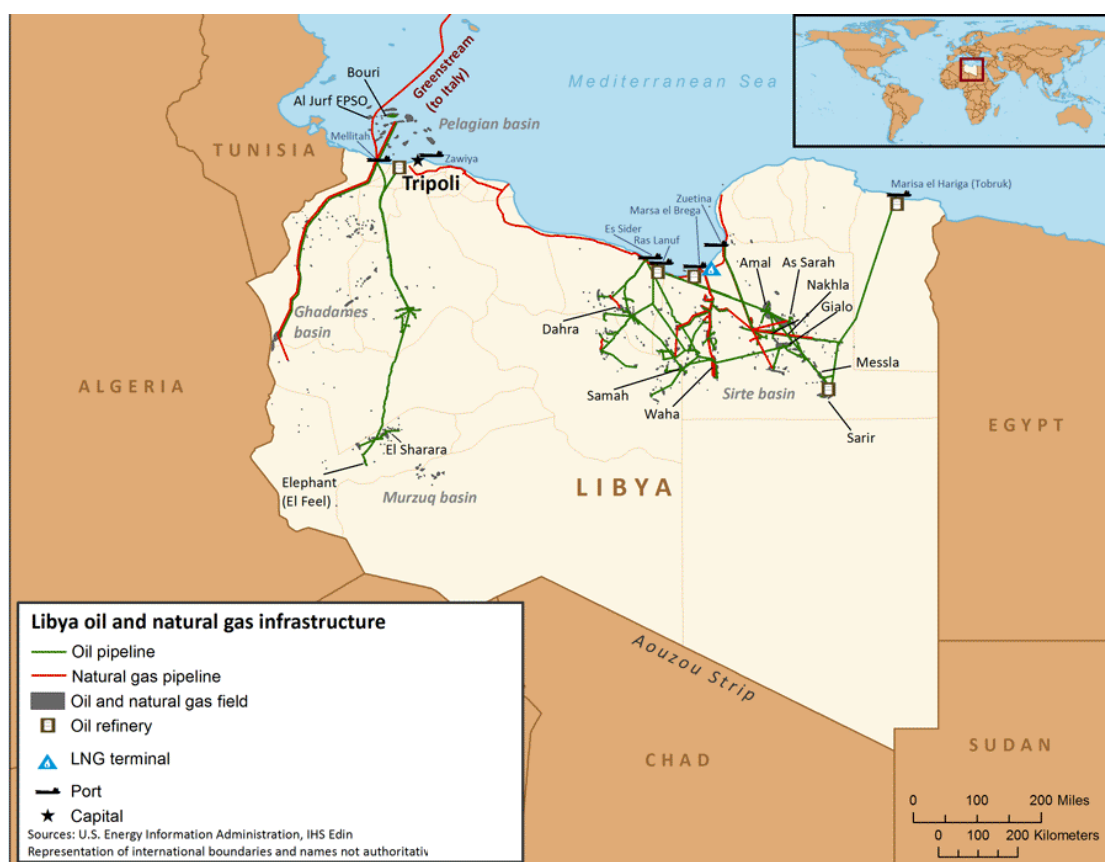 Bouri
Greenstream
(to Italy)
Mediterranean Sea
Al Jurf FPSO
Pelagian basin
Mellitah
TUNISIA
Zawiya
Tripoli
Marisa el Hariga (Tobruk)
Zuetina
Marsa el Brega
Es Sider
Ras Lanuf
Amal
As Sarah
Nakhla
Gialo
Ghadames
basin
Dahra
Messla
ALGERIA
Samah
Waha
Sirte basin
Sarir
EGYPT
El Sharara
Elephant
(El Feel)
Murzuq basin
LIBYA
Aouzou Strip
CHAD
SUDAN
Libya oil and natural gas infrastructure
Oil pipeline
Natural gas pipeline
Oil and natural gas field
Oil refinery
LNG terminal
Port
Capital
Sources: U.S. Energy Information Administration, IHS Edin
Representation of international boundaries and names not authoritativ
0 100 200 Miles
0 100 200 Kilometers